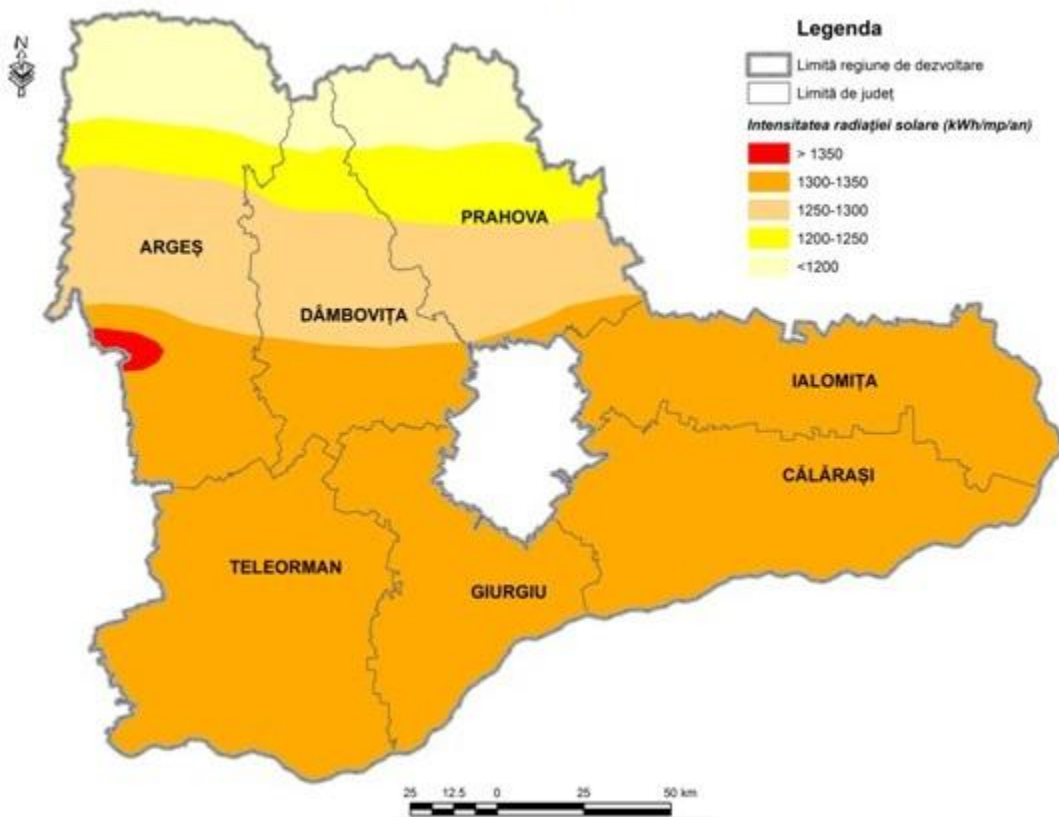 N
Legenda
Limită regiune de dezvoltare
Limită de județ
Intensitatea radiației solare (kWh/mp/an)
> 1350
1300-1350
1250-1300
1200-1250
<1200
PRAHOVA
ARGEȘ
DÂMBOVIȚA
IALOMIȚA
CĂLĂRAȘI
TELEORMAN
GIURGIU
25 12.5 0 25 50 km